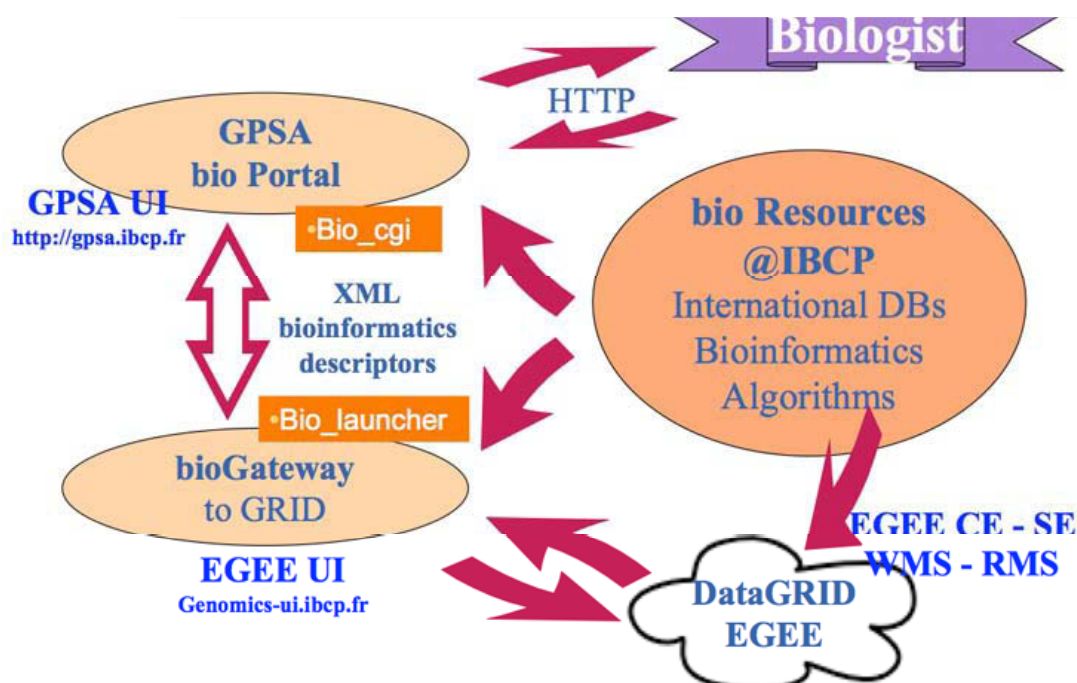 Biologist
HTTP
GPSA
bio Portal
GPSA UI
http://gpsa.ibcp.fr
•Bio_cgi
XML
bioinformatics
descriptors
•Bio_launcher
bioGateway
to GRID
EGEE UI
Genomics-ui.ibcp.fr
bio Resources
@IBCP
International DBs
Bioinformatics
Algorithms
EGEE CE - SE
WMS - RMS
DataGRID
EGEE